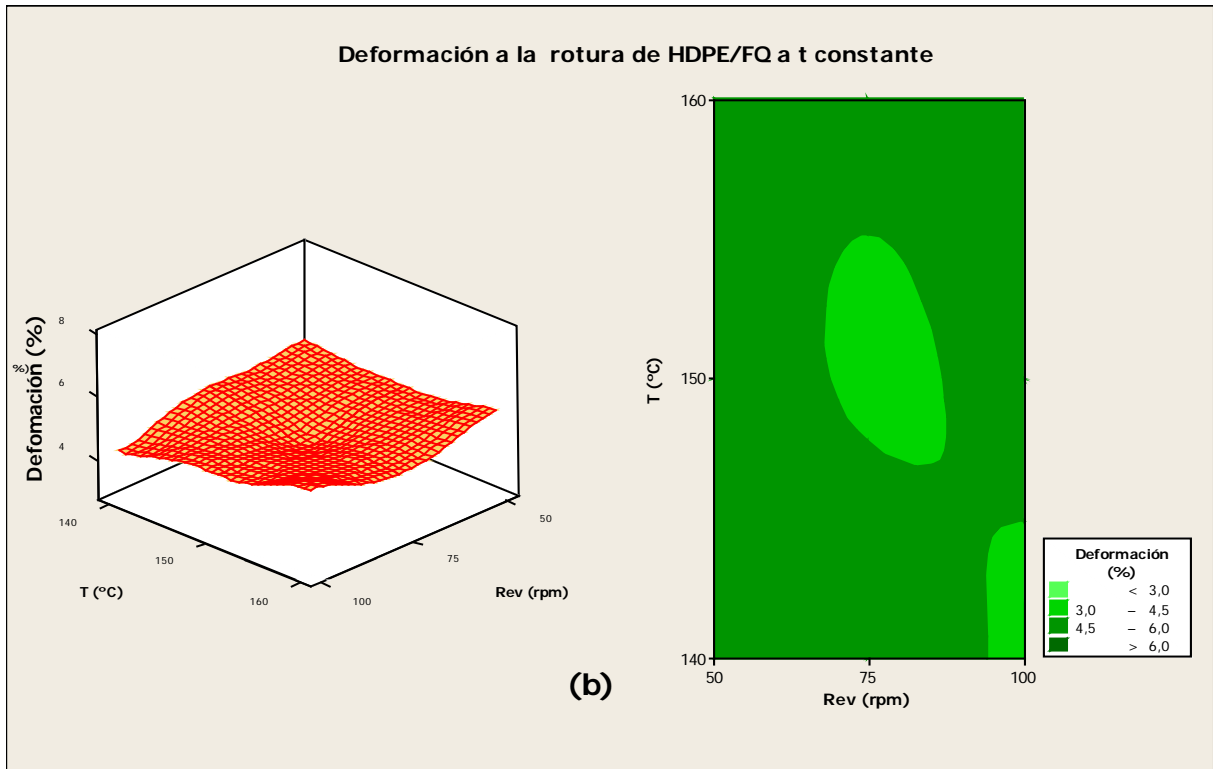 Deformación a la rotura de HDPE/FQ a t constante
8
6
4
%)
Defomación (%)
140
150
160
T (°C)
50
75
100
Rev (rpm)
160
150
140
T (°C)
50
75
100
Rev (rpm)
Deformación
(%)
< 3,0
3,0 – 4,5
4,5 – 6,0
> 6,0
(b)